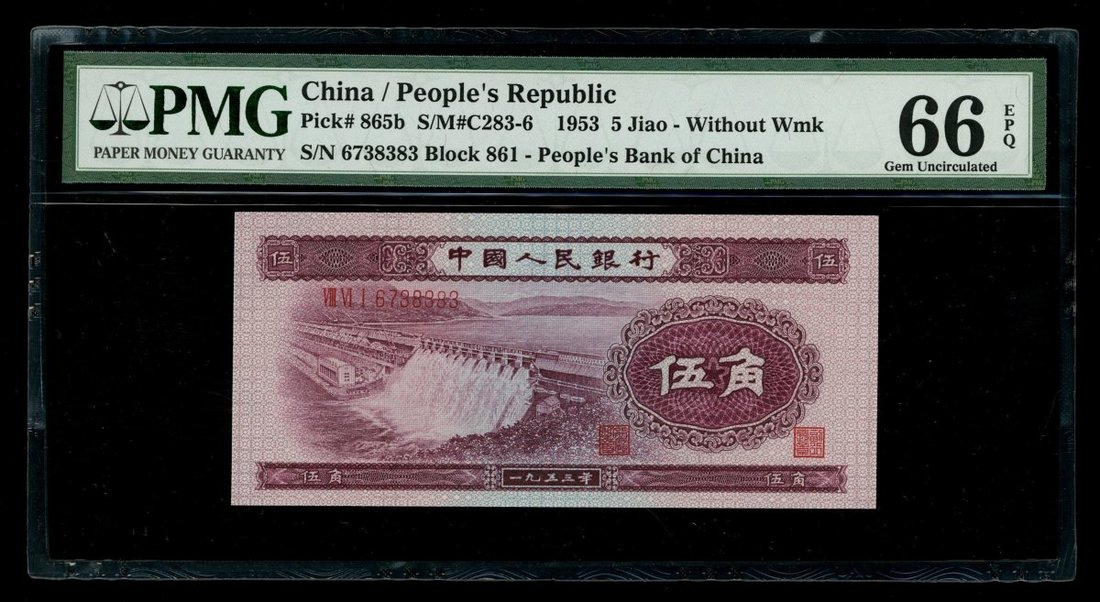 PMG
PAPER MONEY GUARANTY
China / People's Republic
Pick# 865b S/M#C283-6 1953 5 Jiao - Without Wmk
S/N 6738383 Block 861 - People's Bank of China
66
EPQ
Gem Uncirculated
伍 中國人民銀行 伍
VIII VI I 6738383
伍角
伍角 一九五三年 伍角